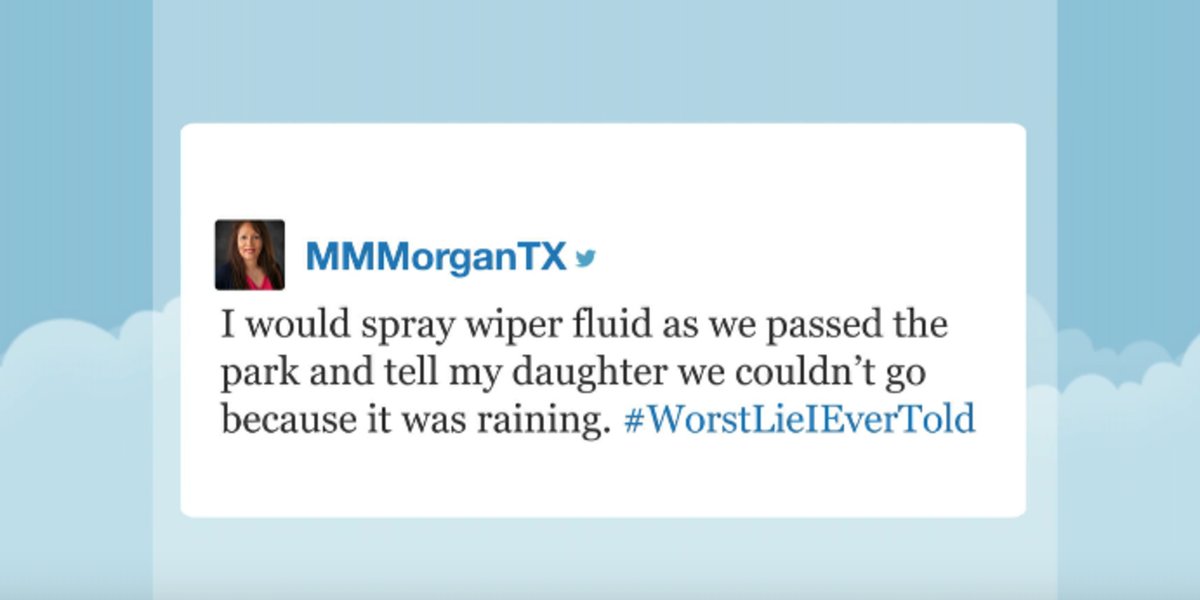 MMMorganTX
I would spray wiper fluid as we passed the
park and tell my daughter we couldn’t go
because it was raining. #WorstLieIEverTold